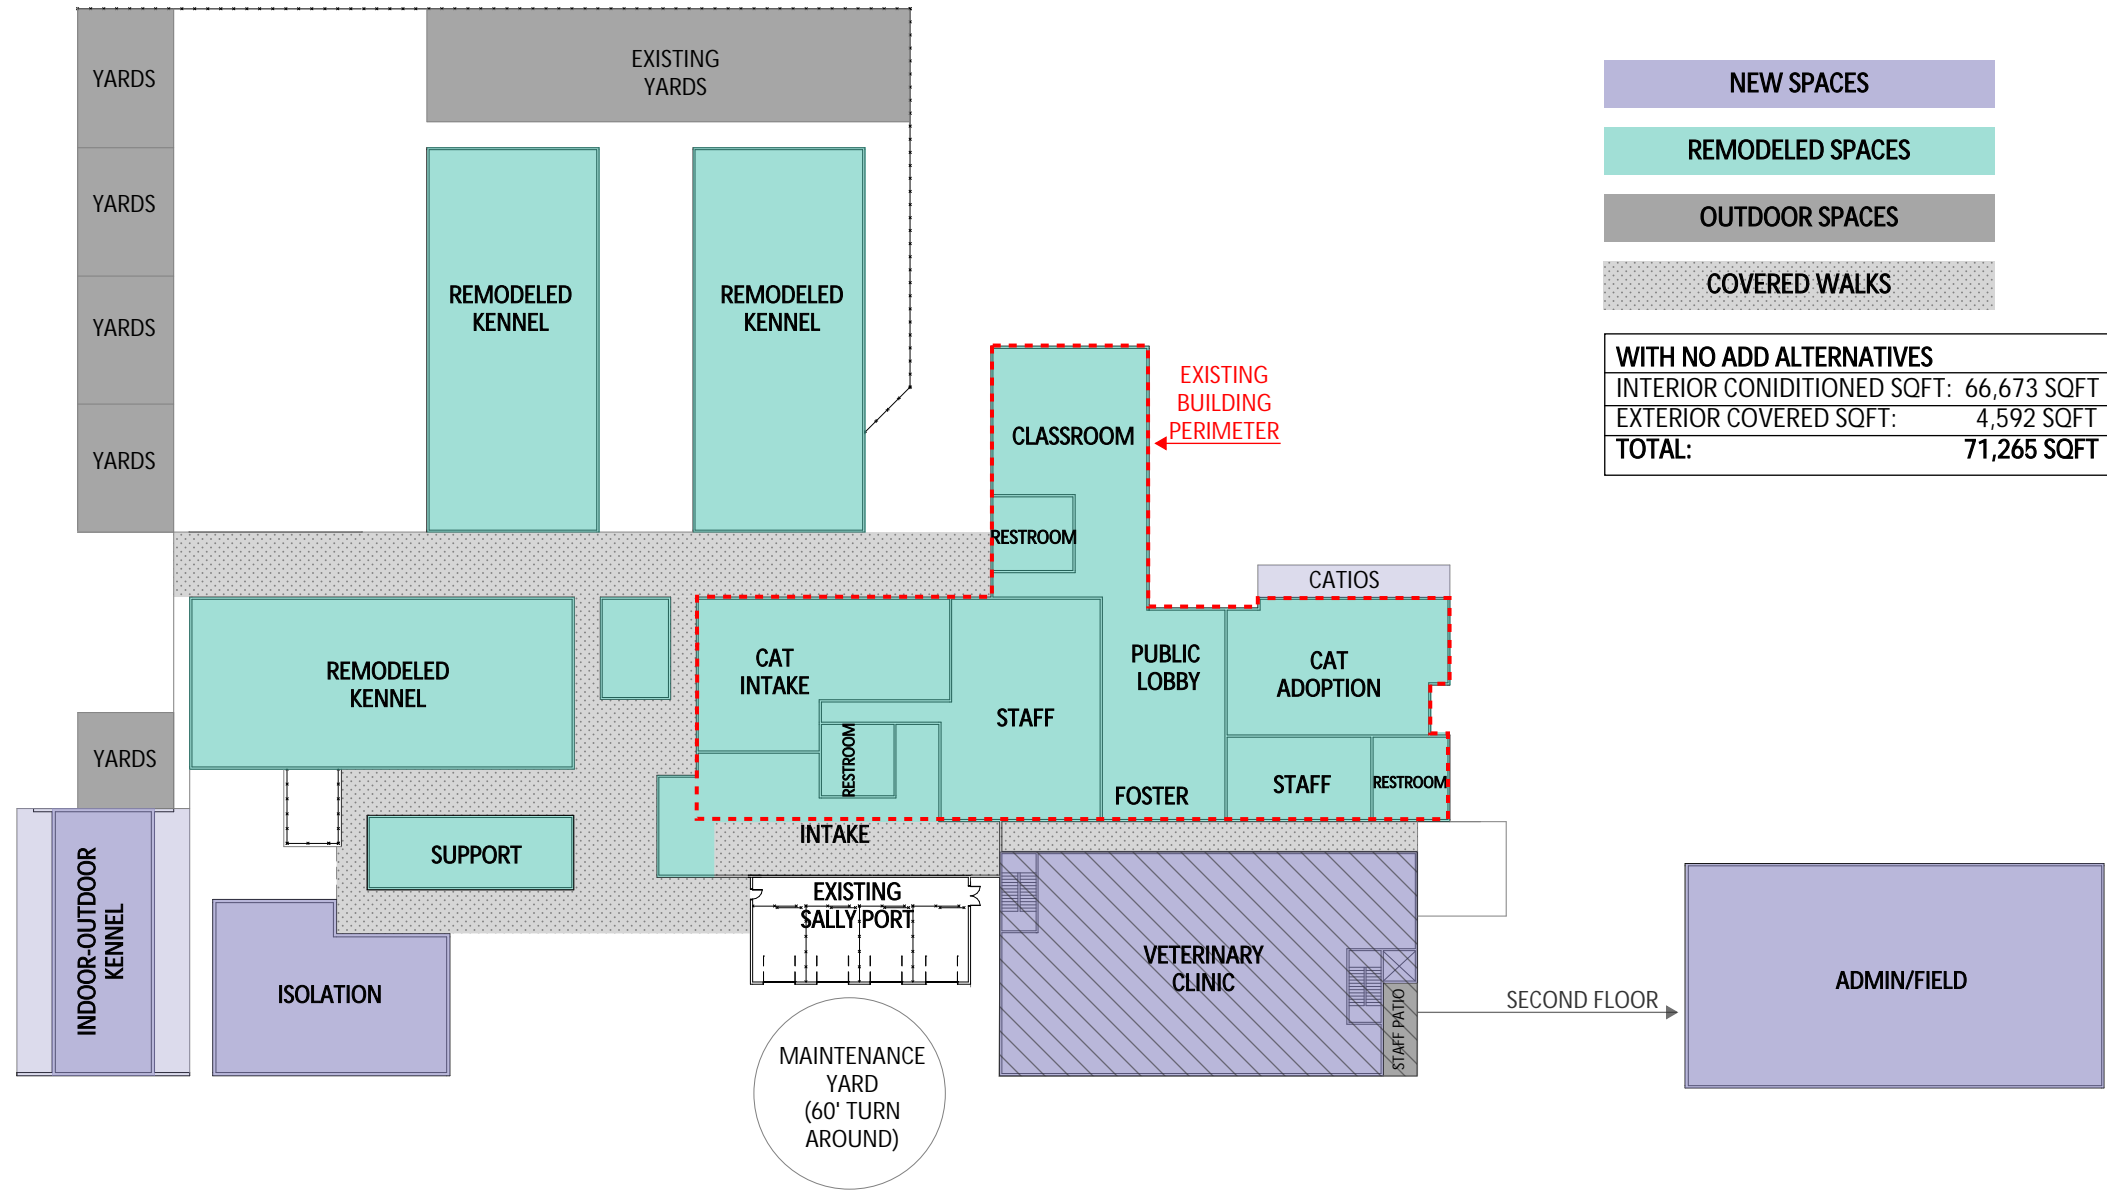 YARDS
EXISTING
YARDS
YARDS
YARDS
YARDS
REMODELED
KENNEL
REMODELED
KENNEL
NEW SPACES
REMODELED SPACES
OUTDOOR SPACES
COVERED WALKS
WITH NO ADD ALTERNATIVES
INTERIOR CONIDITIONED SQFT: 66,673 SQFT
EXTERIOR COVERED SQFT: 4,592 SQFT
TOTAL: 71,265 SQFT
EXISTING
BUILDING
PERIMETER
CLASSROOM
RESTROOM
CATIOS
REMODELED
KENNEL
CAT
INTAKE
STAFF
PUBLIC
LOBBY
CAT
ADOPTION
YARDS
RESTROOM
FOSTER
STAFF
RESTROOM
INTAKE
SUPPORT
EXISTING
SALLY PORT
INDOOR-OUTDOOR
KENNEL
ISOLATION
VETERINARY
CLINIC
STAFF PATIO
SECOND FLOOR
ADMIN/FIELD
MAINTENANCE
YARD
(60' TURN
AROUND)